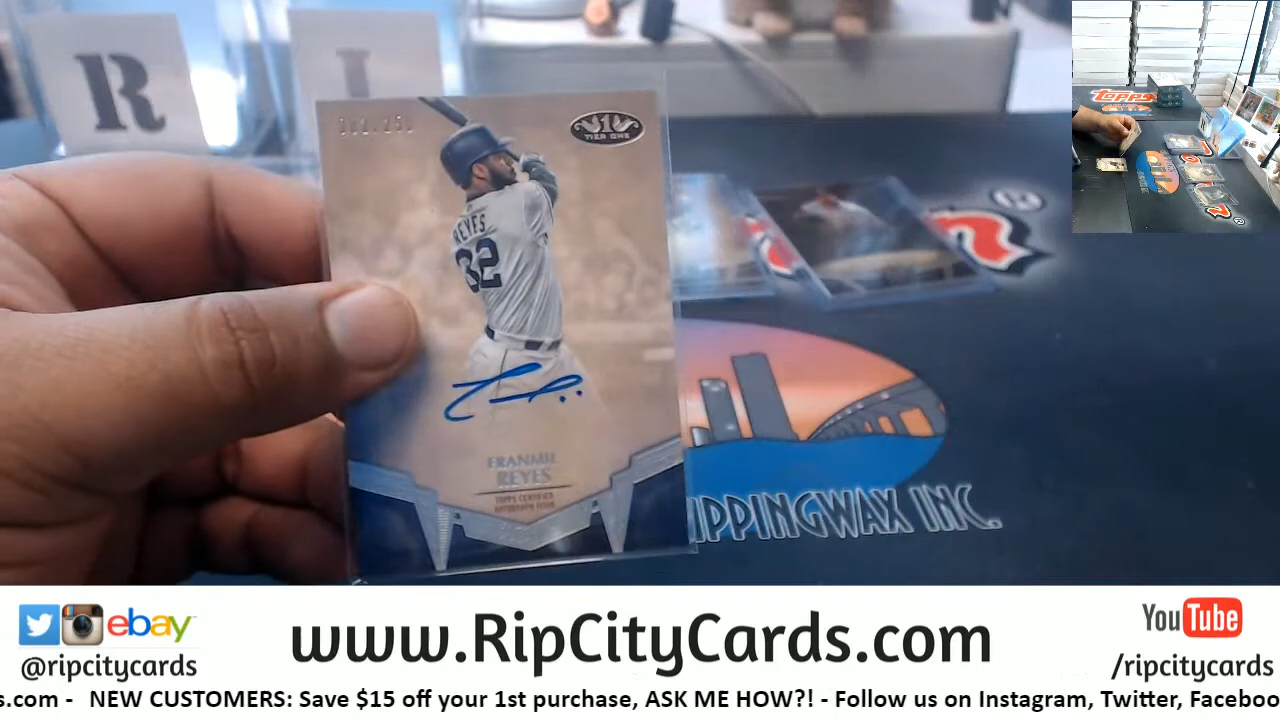 R
TIER ONE
REYES
32
FRANMIL
REYES
TOPPS CERTIFIED
AUTOGRAPH ISSUE
IPPINGWAX INC.
topps
ebay
@ripcitycards
www.RipCityCards.com
YouTube
/ripcitycards
s.com - NEW CUSTOMERS: Save $15 off your 1st purchase, ASK ME HOW?! - Follow us on Instagram, Twitter, Facebo